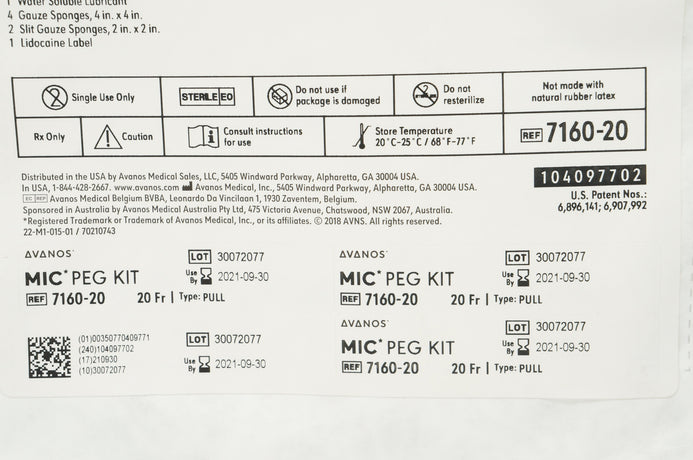 1 Water Soluble Lubricant
4 Gauze Sponges, 4 in. x 4 in.
2 Slit Gauze Sponges, 2 in. x 2 in.
1 Lidocaine Label
2 Single Use Only
STERILE EO
Do not use if
package is damaged
2 Do not
resterilize
Not made with
natural rubber latex
Rx Only
Caution
Consult instructions
for use
Store Temperature
20°C-25°C / 68°F-77°F
REF 7160-20
Distributed in the USA by Avanos Medical Sales, LLC, 5405 Windward Parkway, Alpharetta, GA 30004 USA.
In USA, 1-844-428-2667. www.avanos.com Avanos Medical, Inc., 5405 Windward Parkway, Alpharetta, GA 30004 USA.
EC REP Avanos Medical Belgium BVBA, Leonardo Da Vincilaan 1, 1930 Zaventem, Belgium.
Sponsored in Australia by Avanos Medical Australia Pty Ltd, 475 Victoria Avenue, Chatswood, NSW 2067, Australia.
*Registered Trademark or Trademark of Avanos Medical, Inc., or its affiliates. © 2018 AVNS. All rights reserved.
22-M1-015-01 / 70210743
104097702
U.S. Patent Nos.:
6,896,141; 6,907,992
AVANOS*
MIC* PEG KIT
REF 7160-20 20 Fr | Type: PULL
LOT 30072077
Use By 2021-09-30
AVANOS*
MIC* PEG KIT
REF 7160-20 20 Fr | Type: PULL
LOT 30072077
Use By 2021-09-30
(01)00350770409771
(240)104097702
(17)210930
(10)30072077
LOT 30072077
Use By 2021-09-30
AVANOS*
MIC* PEG KIT
REF 7160-20 20 Fr | Type: PULL
LOT 30072077
Use By 2021-09-30